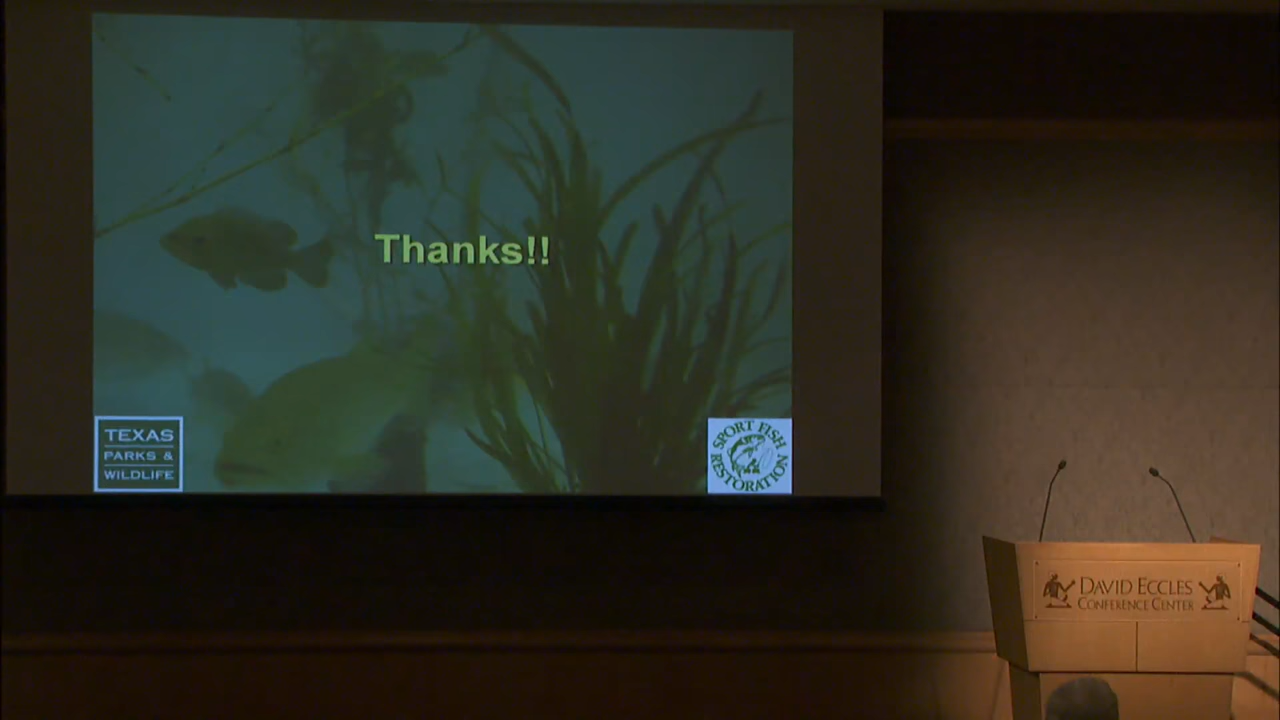 Thanks!!
TEXAS
PARKS &
WILDLIFE
SPORT FISH
RESTORATION
DAVID ECCLES
CONFERENCE CENTER